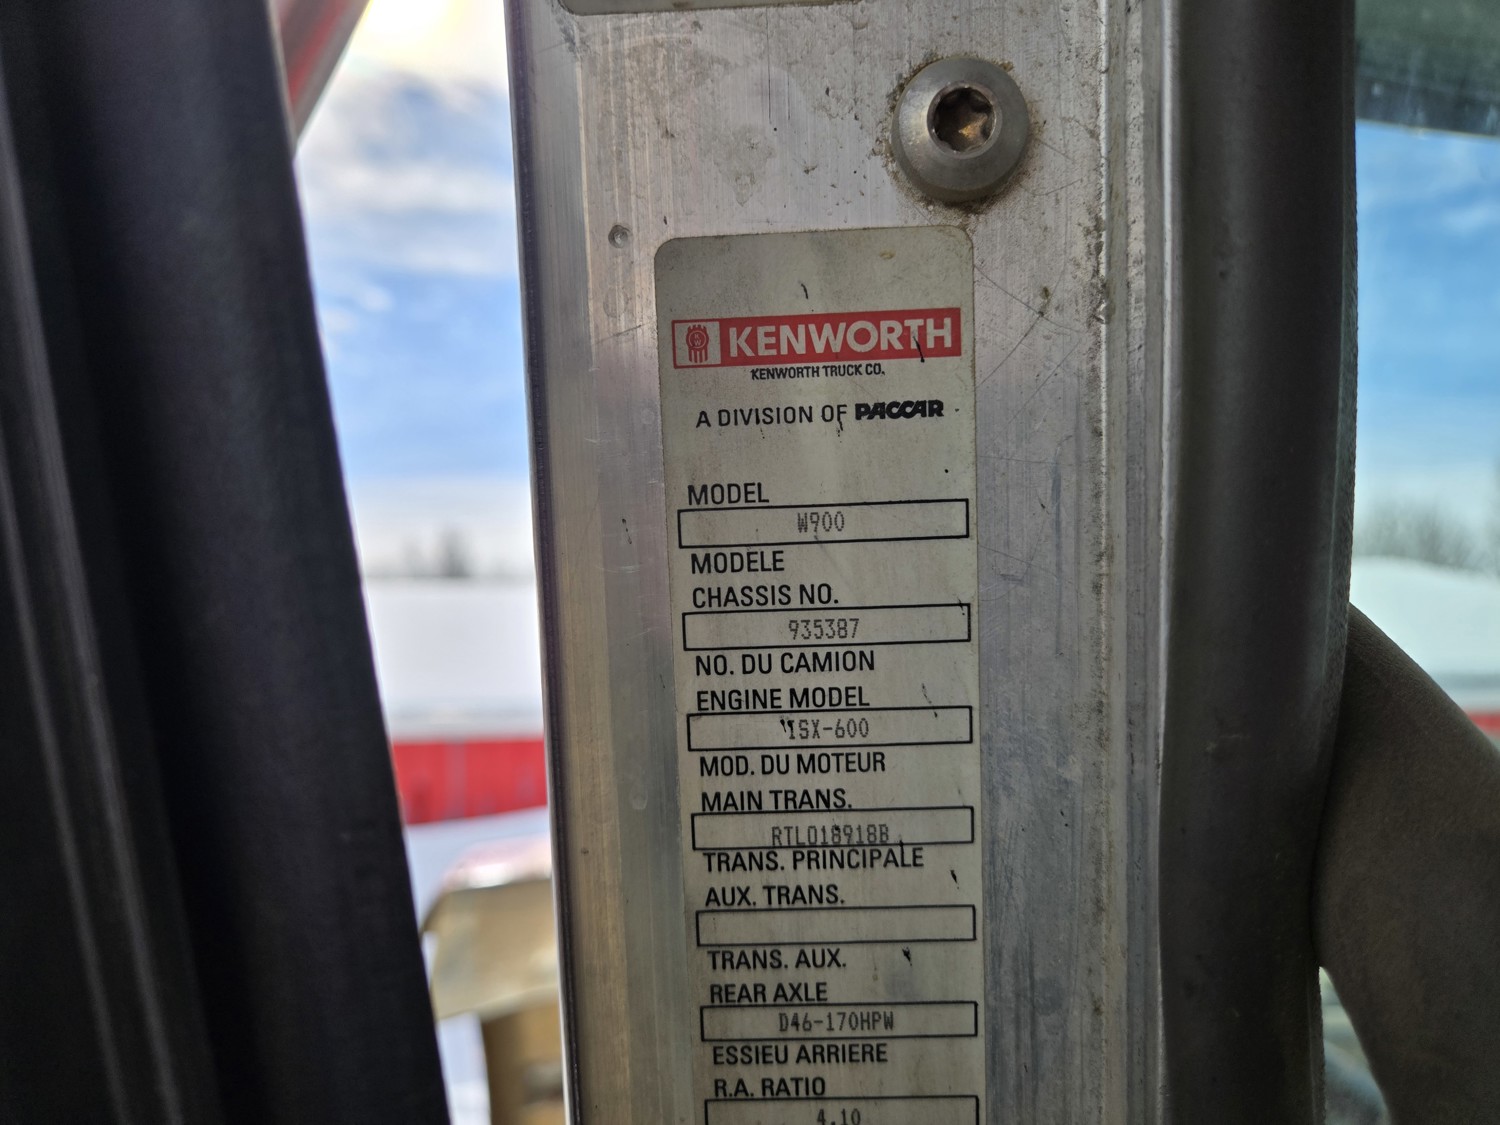 KENWORTH
KENWORTH TRUCK CO.
A DIVISION OF PACCAR
MODEL
W900
MODÈLE
CHASSIS NO.
935387
NO. DU CAMION
ENGINE MODEL
ISX-600
MOD. DU MOTEUR
MAIN TRANS.
RTLO18918B
TRANS. PRINCIPALE
AUX. TRANS.
TRANS. AUX.
REAR AXLE
D46-170HPW
ESSIEU ARRIERE
R.A. RATIO
4.10